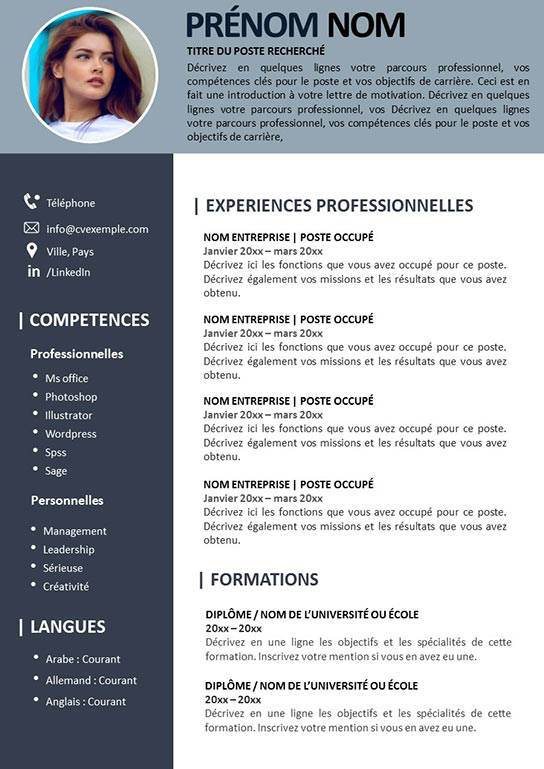 PRÉNOM NOM
TITRE DU POSTE RECHERCHÉ
Décrivez en quelques lignes votre parcours professionnel, vos
compétences clés pour le poste et vos objectifs de carrière. Ceci est en
fait une introduction à votre lettre de motivation. Décrivez en quelques
lignes votre parcours professionnel, vos Décrivez en quelques lignes
votre parcours professionnel, vos compétences clés pour le poste et vos
objectifs de carrière,
Téléphone
info@cvexemple.com
Ville, Pays
in /LinkedIn
| COMPETENCES
Professionnelles
• Ms office
• Photoshop
• Illustrator
• Wordpress
• Spss
• Sage
Personnelles
• Management
• Leadership
• Sérieuse
• Créativité
| LANGUES
• Arabe : Courant
• Allemand : Courant
• Anglais : Courant
| EXPERIENCES PROFESSIONNELLES
NOM ENTREPRISE | POSTE OCCUPÉ
Janvier 20xx – mars 20xx
Décrivez ici les fonctions que vous avez occupé pour ce poste.
Décrivez également vos missions et les résultats que vous avez
obtenu.
NOM ENTREPRISE | POSTE OCCUPÉ
Janvier 20xx – mars 20xx
Décrivez ici les fonctions que vous avez occupé pour ce poste.
Décrivez également vos missions et les résultats que vous avez
obtenu.
NOM ENTREPRISE | POSTE OCCUPÉ
Janvier 20xx – mars 20xx
Décrivez ici les fonctions que vous avez occupé pour ce poste.
Décrivez également vos missions et les résultats que vous avez
obtenu.
NOM ENTREPRISE | POSTE OCCUPÉ
Janvier 20xx – mars 20xx
Décrivez ici les fonctions que vous avez occupé pour ce poste.
Décrivez également vos missions et les résultats que vous avez
obtenu.
| FORMATIONS
DIPLÔME / NOM DE L’UNIVERSITÉ OU ÉCOLE
20xx – 20xx
Décrivez en une ligne les objectifs et les spécialités de cette
formation. Inscrivez votre mention si vous en avez eu une.
DIPLÔME / NOM DE L’UNIVERSITÉ OU ÉCOLE
20xx – 20xx
Décrivez en une ligne les objectifs et les spécialités de cette
formation. Inscrivez votre mention si vous en avez eu une.